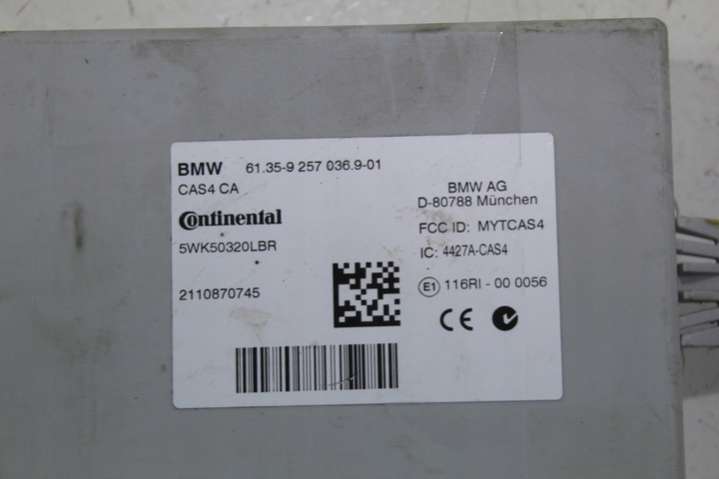 BMW 61.35-9 257 036.9-01
CAS4 CA
Continental
5WK50320LBR
2110870745
BMW AG
D-80788 München
FCC ID: MYTCAS4
IC: 4427A-CAS4
E1 116RI - 00 0056
CE